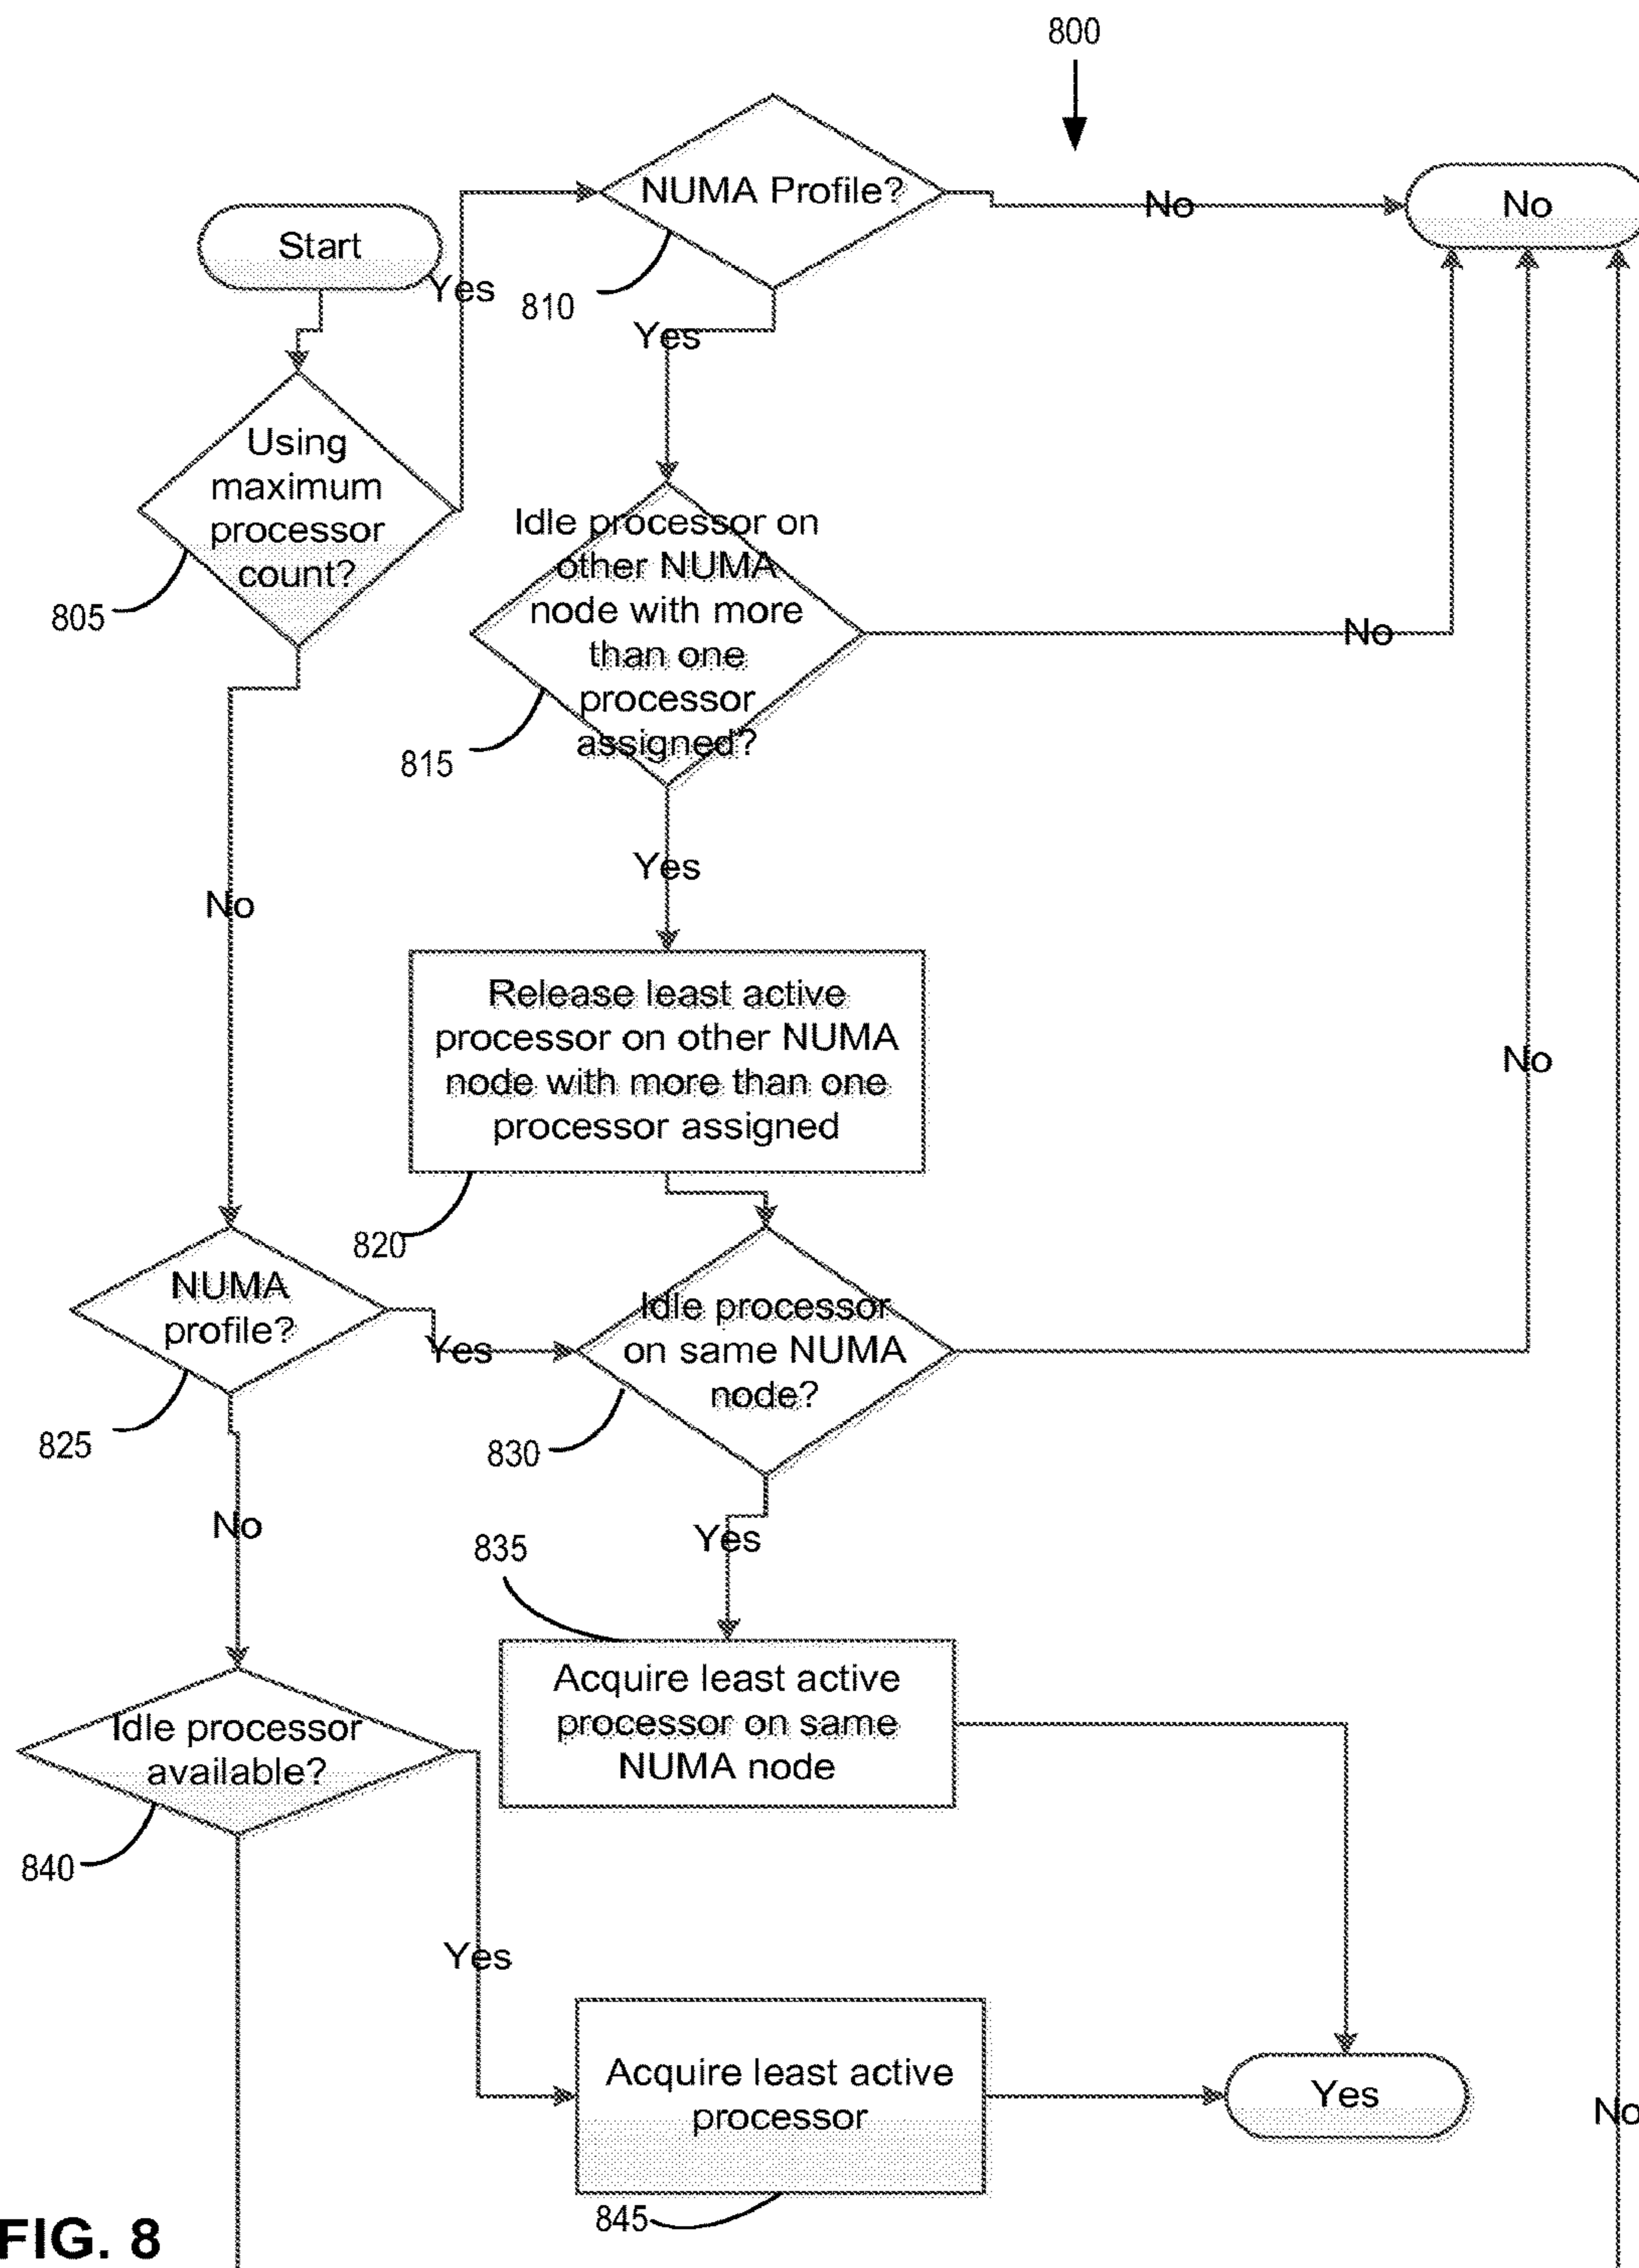 800
NUMA Profile?
No
No
Start
Yes
810
Yes
Using
maximum
processor
count?
805
Idle processor on
other NUMA
node with more
than one
processor
assigned?
No
815
Yes
No
Release least active
processor on other NUMA
node with more than one
processor assigned
No
820
NUMA
profile?
Yes
Idle processor
on same NUMA
node?
825
830
No
Yes
835
Acquire least active
processor on same
NUMA node
Idle processor
available?
840
Yes
Acquire least active
processor
Yes
No
845
FIG. 8